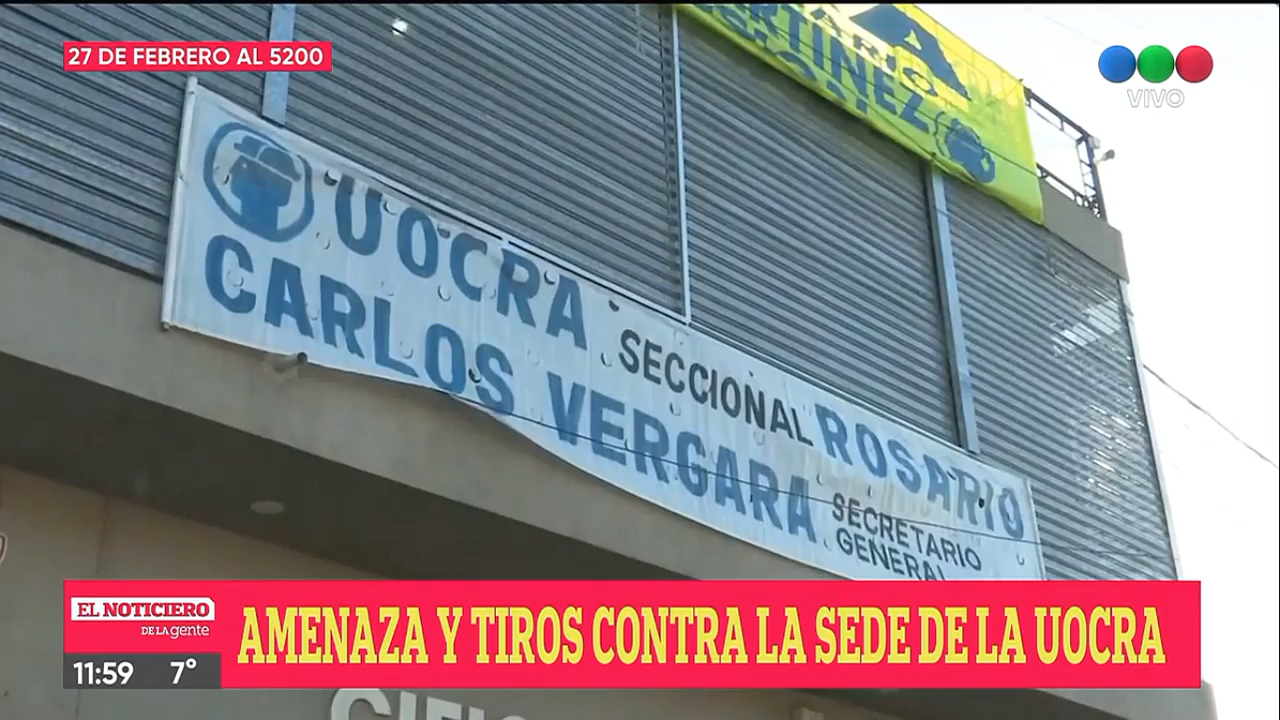 27 DE FEBRERO AL 5200
VIVO
UOCRA SECCIONAL ROSARIO
CARLOS VERGARA SECRETARIO GENERAL
EL NOTICIERO
DE LA gente
AMENAZA Y TIROS CONTRA LA SEDE DE LA UOCRA
11:59 7°